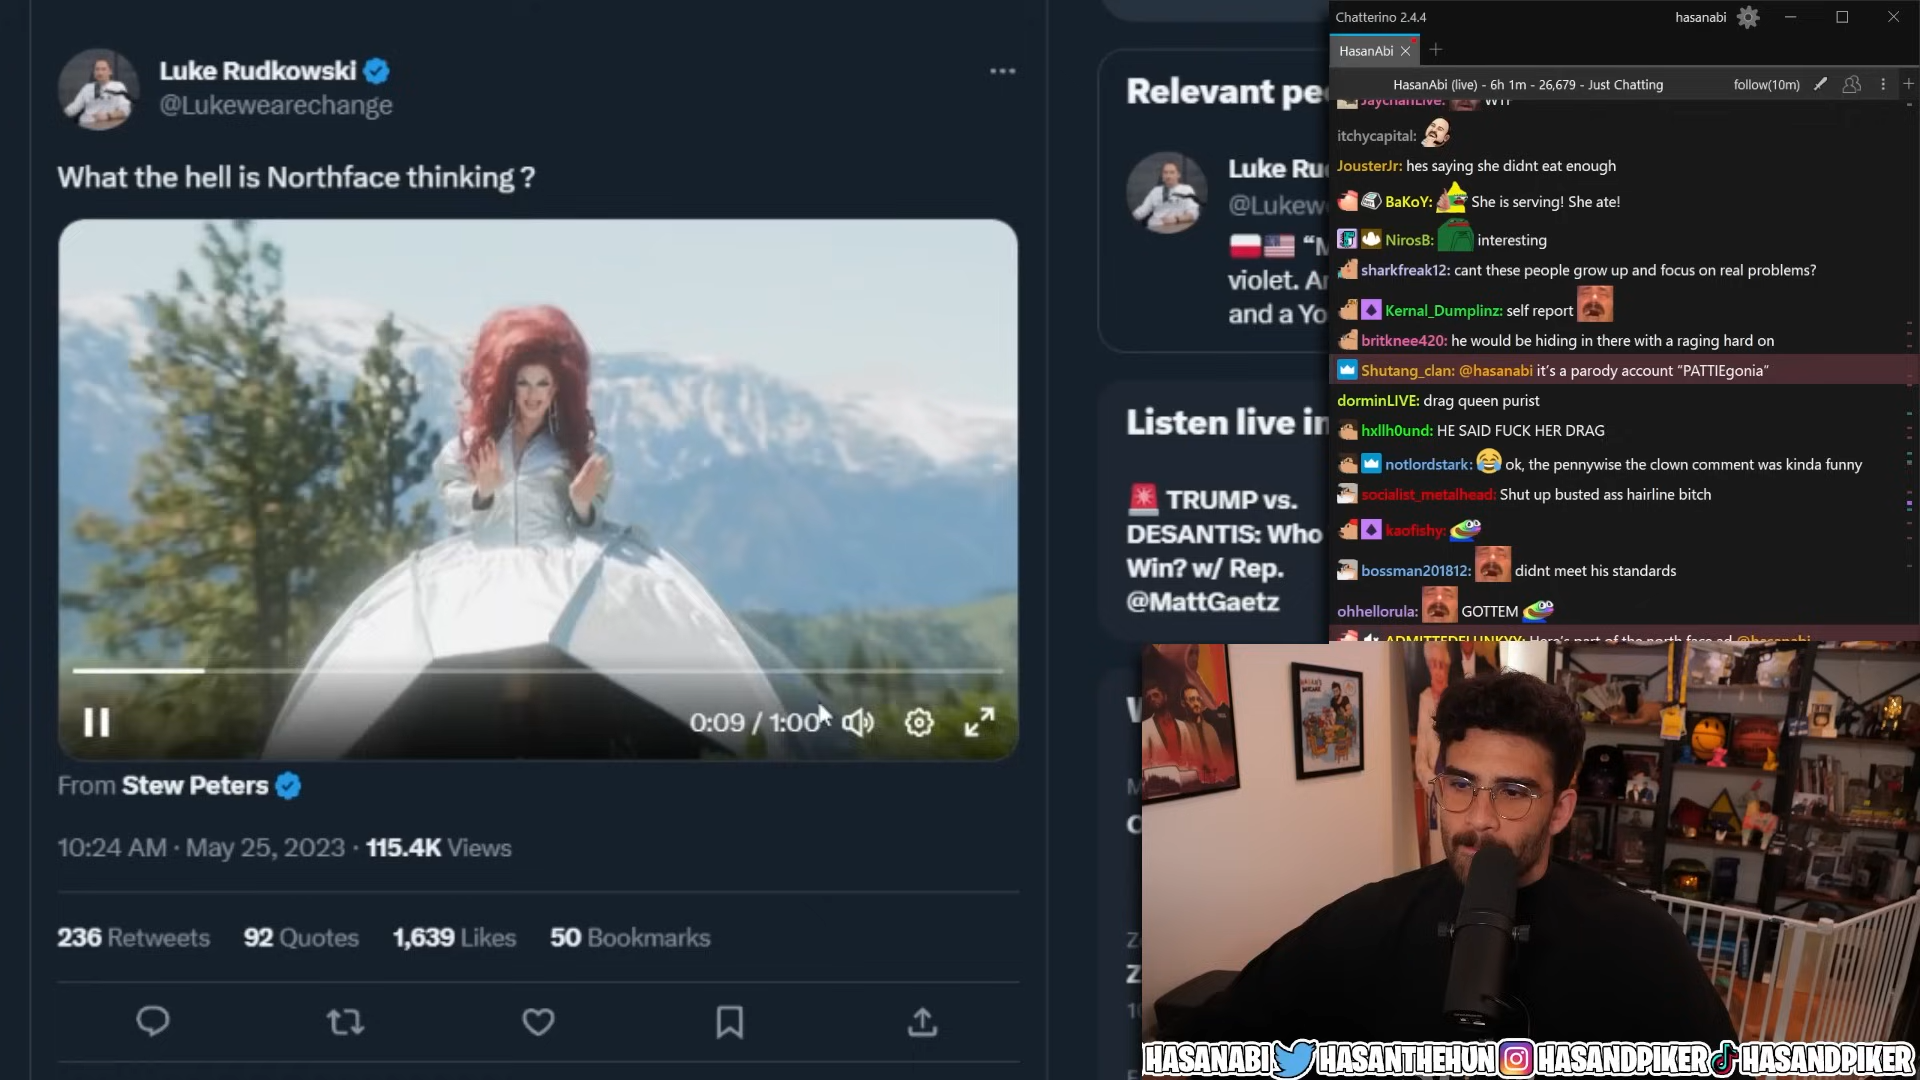 Luke Rudkowski
@Lukewearechange
What the hell is Northface thinking ?
0:09 / 1:00
From Stew Peters
10:24 AM · May 25, 2023 · 115.4K Views
236 Retweets 92 Quotes 1,639 Likes 50 Bookmarks
Relevant pe
Luke Ru
@Lukew
🇵🇱🇺🇸 “M
violet. Ar
and a Yo
Listen live in
🚨 TRUMP vs.
DESANTIS: Who
Win? w/ Rep.
@MattGaetz
Chatterino 2.4.4
hasanabi
HasanAbi
HasanAbi (live) - 6h 1m - 26,679 - Just Chatting
follow(10m)
JaychanLive: WTF
itchycapital:
JousterJr: hes saying she didnt eat enough
BaKoY: She is serving! She ate!
NirosB: interesting
sharkfreak12: cant these people grow up and focus on real problems?
Kernal_Dumplinz: self report
britknee420: he would be hiding in there with a raging hard on
Shutang_clan: @hasanabi it’s a parody account “PATTIEgonia”
dorminLIVE: drag queen purist
hxllh0und: HE SAID FUCK HER DRAG
notlordstark: 😂 ok, the pennywise the clown comment was kinda funny
socialist_metalhead: Shut up busted ass hairline bitch
kaofishy:
bossman201812: didnt meet his standards
ohhellorula: GOTTEM
ADMITTEDFLUNKYY: Here's part of the north face ad @hasanabi
HASANABI HASANTHEHUN HASANDPIKER HASANDPIKER